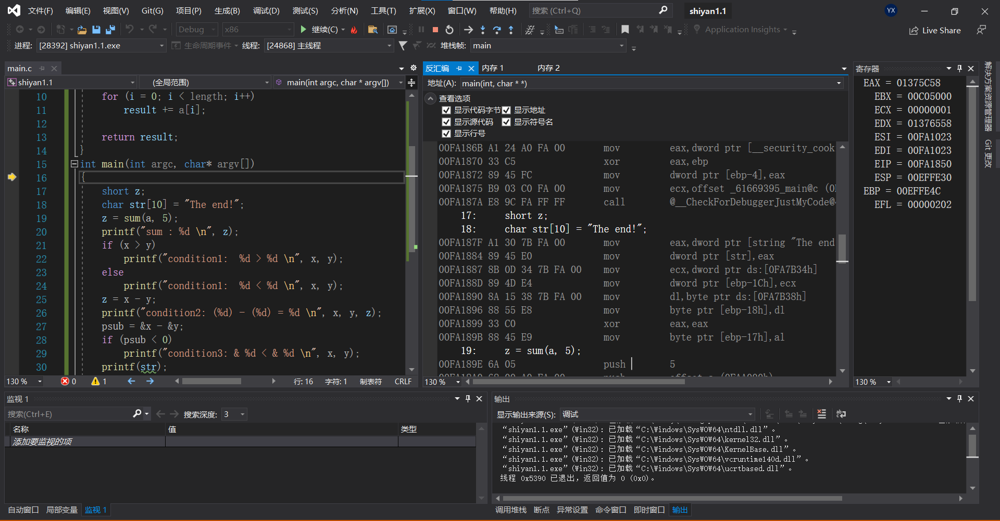 文件(F) 编辑(E) 视图(V) Git(G) 项目(P) 生成(B) 调试(D) 测试(S) 分析(N) 工具(T) 扩展(X) 窗口(W) 帮助(H) 搜索 (Ctrl+Q) shiyan1.1 YX
Debug x86 继续(C) Application Insights Live Share
进程: [28392] shiyan1.1.exe 生命周期事件 线程: [24868] 主线程 堆栈帧: main
main.c
shiyan1.1 (全局范围) main(int argc, char * argv[])
10 for (i = 0; i < length; i++)
11 result += a[i];
12
13 return result;
14 }
15 int main(int argc, char* argv[])
16 {
17 short z;
18 char str[10] = "The end!";
19 z = sum(a, 5);
20 printf("sum : %d \n", z);
21 if (x > y)
22 printf("condition1:  %d > %d \n", x, y);
23 else
24 printf("condition1:  %d < %d \n", x, y);
25 z = x - y;
26 printf("condition2: (%d) - (%d) = %d \n", x, y, z);
27 psub = &x - &y;
28 if (psub < 0)
29 printf("condition3: & %d < & %d \n", x, y);
30 printf(str);
130 % 0 1 行: 16 字符: 1 制表符 CRLF
反汇编 内存 1 内存 2
地址(A): main(int, char * *)
查看选项
显示代码字节 显示地址
显示源代码 显示符号名
显示行号
00FA186B A1 24 A0 FA 00 mov eax,dword ptr [__security_cook
00FA1870 33 C5 xor eax,ebp
00FA1872 89 45 FC mov dword ptr [ebp-4],eax
00FA1875 B9 03 C0 FA 00 mov ecx,offset _61669395_main@c (0
00FA187A E8 9C FA FF FF call @__CheckForDebuggerJustMyCode@
17: short z;
18: char str[10] = "The end!";
00FA187F A1 30 7B FA 00 mov eax,dword ptr [string "The end
00FA1884 89 45 E0 mov dword ptr [str],eax
00FA1887 8B 0D 34 7B FA 00 mov ecx,dword ptr ds:[0FA7B34h]
00FA188D 89 4D E4 mov dword ptr [ebp-1Ch],ecx
00FA1890 8A 15 38 7B FA 00 mov dl,byte ptr ds:[0FA7B38h]
00FA1896 88 55 E8 mov byte ptr [ebp-18h],dl
00FA1899 33 C0 xor eax,eax
00FA189B 88 45 E9 mov byte ptr [ebp-17h],al
19: z = sum(a, 5);
00FA189E 6A 05 push 5
130 %
寄存器
EAX = 01375C58
EBX = 00C05000
ECX = 00000001
EDX = 01376558
ESI = 00FA1023
EDI = 00FA1023
EIP = 00FA1850
ESP = 00EFFE30
EBP = 00EFFE4C
EFL = 00000202
130 %
解决方案资源管理器
Git 更改
监视 1
搜索(Ctrl+E) 搜索深度: 3
名称 值 类型
添加要监视的项
自动窗口 局部变量 监视 1
输出
显示输出来源(S): 调试
“shiyan1.1.exe”(Win32): 已加载“C:\Windows\SysWOW64\ntdll.dll”。
“shiyan1.1.exe”(Win32): 已加载“C:\Windows\SysWOW64\kernel32.dll”。
“shiyan1.1.exe”(Win32): 已加载“C:\Windows\SysWOW64\KernelBase.dll”。
“shiyan1.1.exe”(Win32): 已加载“C:\Windows\SysWOW64\vcruntime140d.dll”。
“shiyan1.1.exe”(Win32): 已加载“C:\Windows\SysWOW64\ucrtbased.dll”。
线程 0x5390 已退出，返回值为 0 (0x0)。
调用堆栈 断点 异常设置 命令窗口 即时窗口 输出